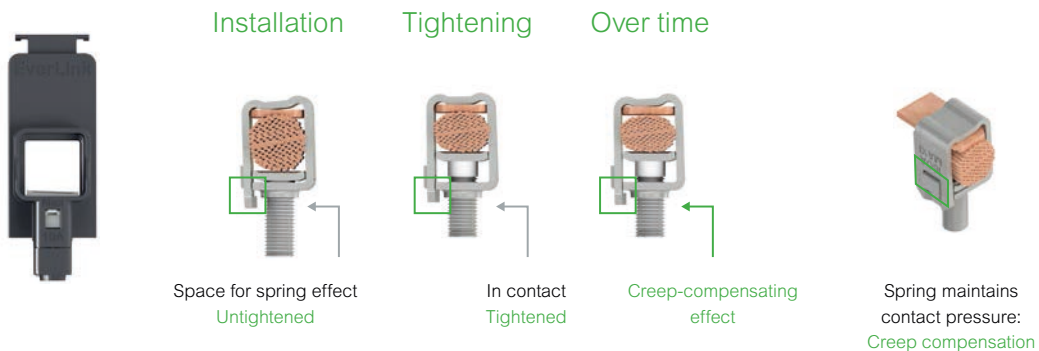 Installation
Tightening
Over time
EverLink
Space for spring effect
Untightened
In contact
Tightened
Creep-compensating
effect
Spring maintains
contact pressure:
Creep compensation